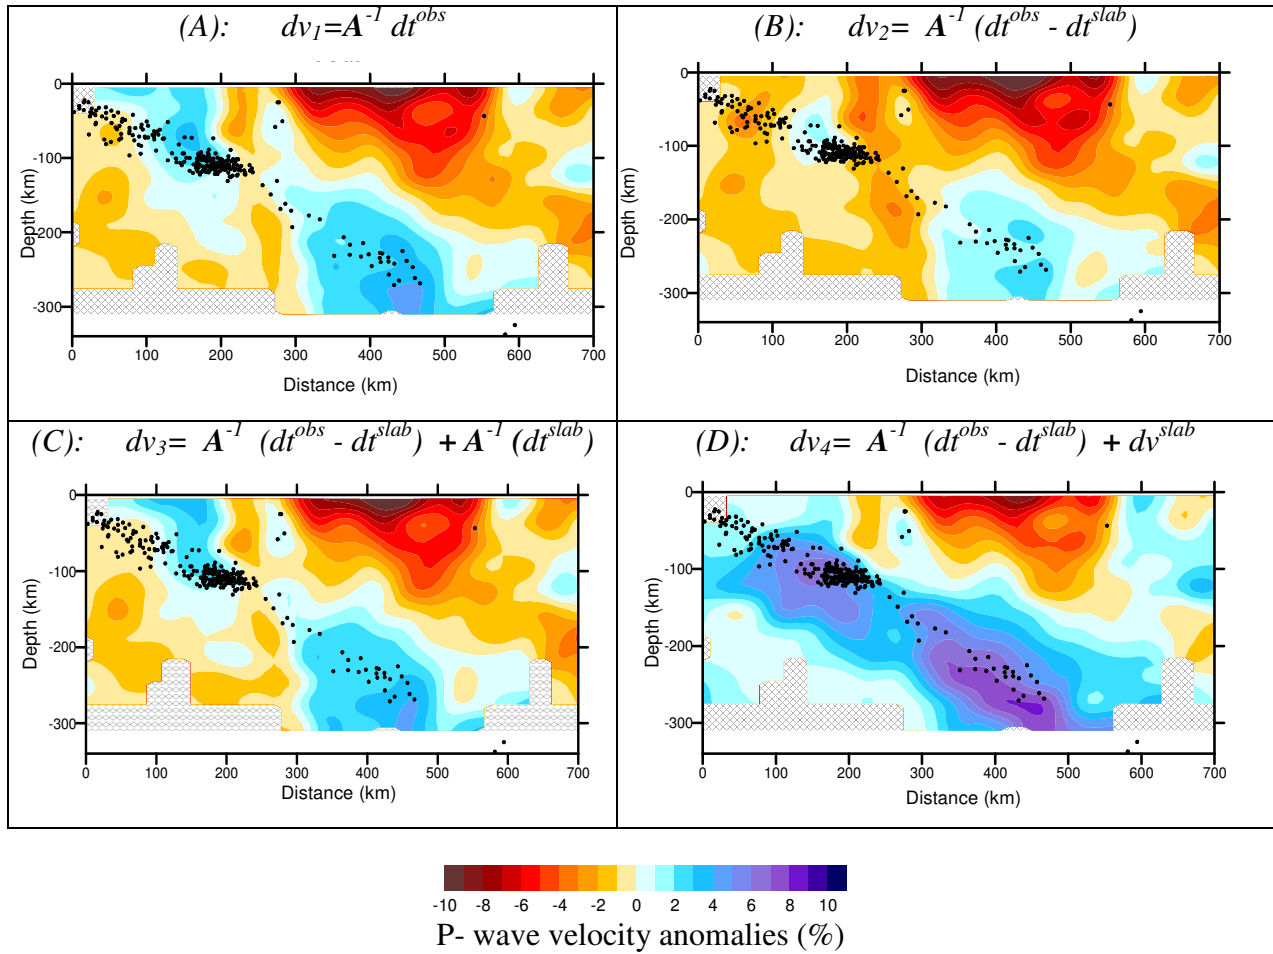 (A): dv1=A-1 dtobs
0
-100
-200
-300
Depth (km)
0 100 200 300 400 500 600 700
Distance (km)
(B): dv2= A-1 (dtobs - dtslab)
0
-100
-200
-300
Depth (km)
0 100 200 300 400 500 600 700
Distance (km)
(C): dv3= A-1 (dtobs - dtslab) + A-1 (dtslab)
0
-100
-200
-300
Depth (km)
0 100 200 300 400 500 600 700
Distance (km)
(D): dv4= A-1 (dtobs - dtslab) + dvslab
0
-100
-200
-300
Depth (km)
0 100 200 300 400 500 600 700
Distance (km)
-10 -8 -6 -4 -2 0 2 4 6 8 10
P- wave velocity anomalies (%)